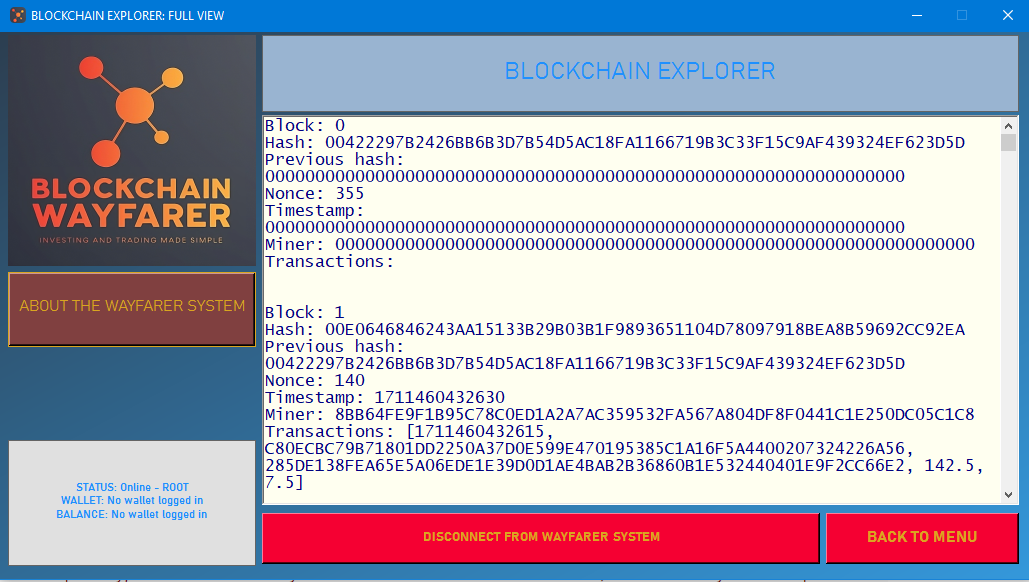 BLOCKCHAIN EXPLORER: FULL VIEW
BLOCKCHAIN
WAYFARER
INVESTING AND TRADING MADE SIMPLE
ABOUT THE WAYFARER SYSTEM
STATUS: Online - ROOT
WALLET: No wallet logged in
BALANCE: No wallet logged in
BLOCKCHAIN EXPLORER
Block: 0
Hash: 00422297B2426BB6B3D7B54D5AC18FA1166719B3C33F15C9AF439324EF623D5D
Previous hash:
0000000000000000000000000000000000000000000000000000000000000000
Nonce: 355
Timestamp:
0000000000000000000000000000000000000000000000000000000000000000
Miner: 0000000000000000000000000000000000000000000000000000000000000000
Transactions:
Block: 1
Hash: 00E0646846243AA15133B29B03B1F9893651104D78097918BEA8B59692CC92EA
Previous hash:
00422297B2426BB6B3D7B54D5AC18FA1166719B3C33F15C9AF439324EF623D5D
Nonce: 140
Timestamp: 1711460432630
Miner: 8BB64FE9F1B95C78C0ED1A2A7AC359532FA567A804DF8F0441C1E250DC05C1C8
Transactions: [1711460432615,
C80ECBC79B71801DD2250A37D0E599E470195385C1A16F5A4400207324226A56,
285DE138FEA65E5A06EDE1E39D0D1AE4BAB2B36860B1E532440401E9F2CC66E2, 142.5,
7.5]
DISCONNECT FROM WAYFARER SYSTEM
BACK TO MENU